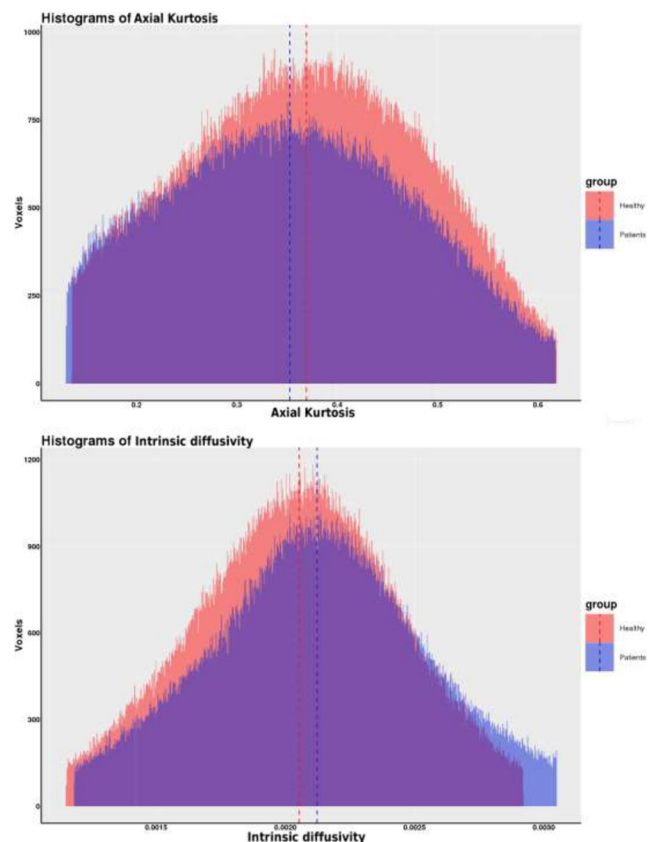 Histograms of Axial Kurtosis
1000
750
500
250
0
Voxels
0.2 0.3 0.4 0.5 0.6
Axial Kurtosis
group
Healthy
Patients
Histograms of Intrinsic diffusivity
1200
900
600
300
0
Voxels
0.0015 0.0020 0.0025 0.0030
Intrinsic diffusivity
group
Healthy
Patients